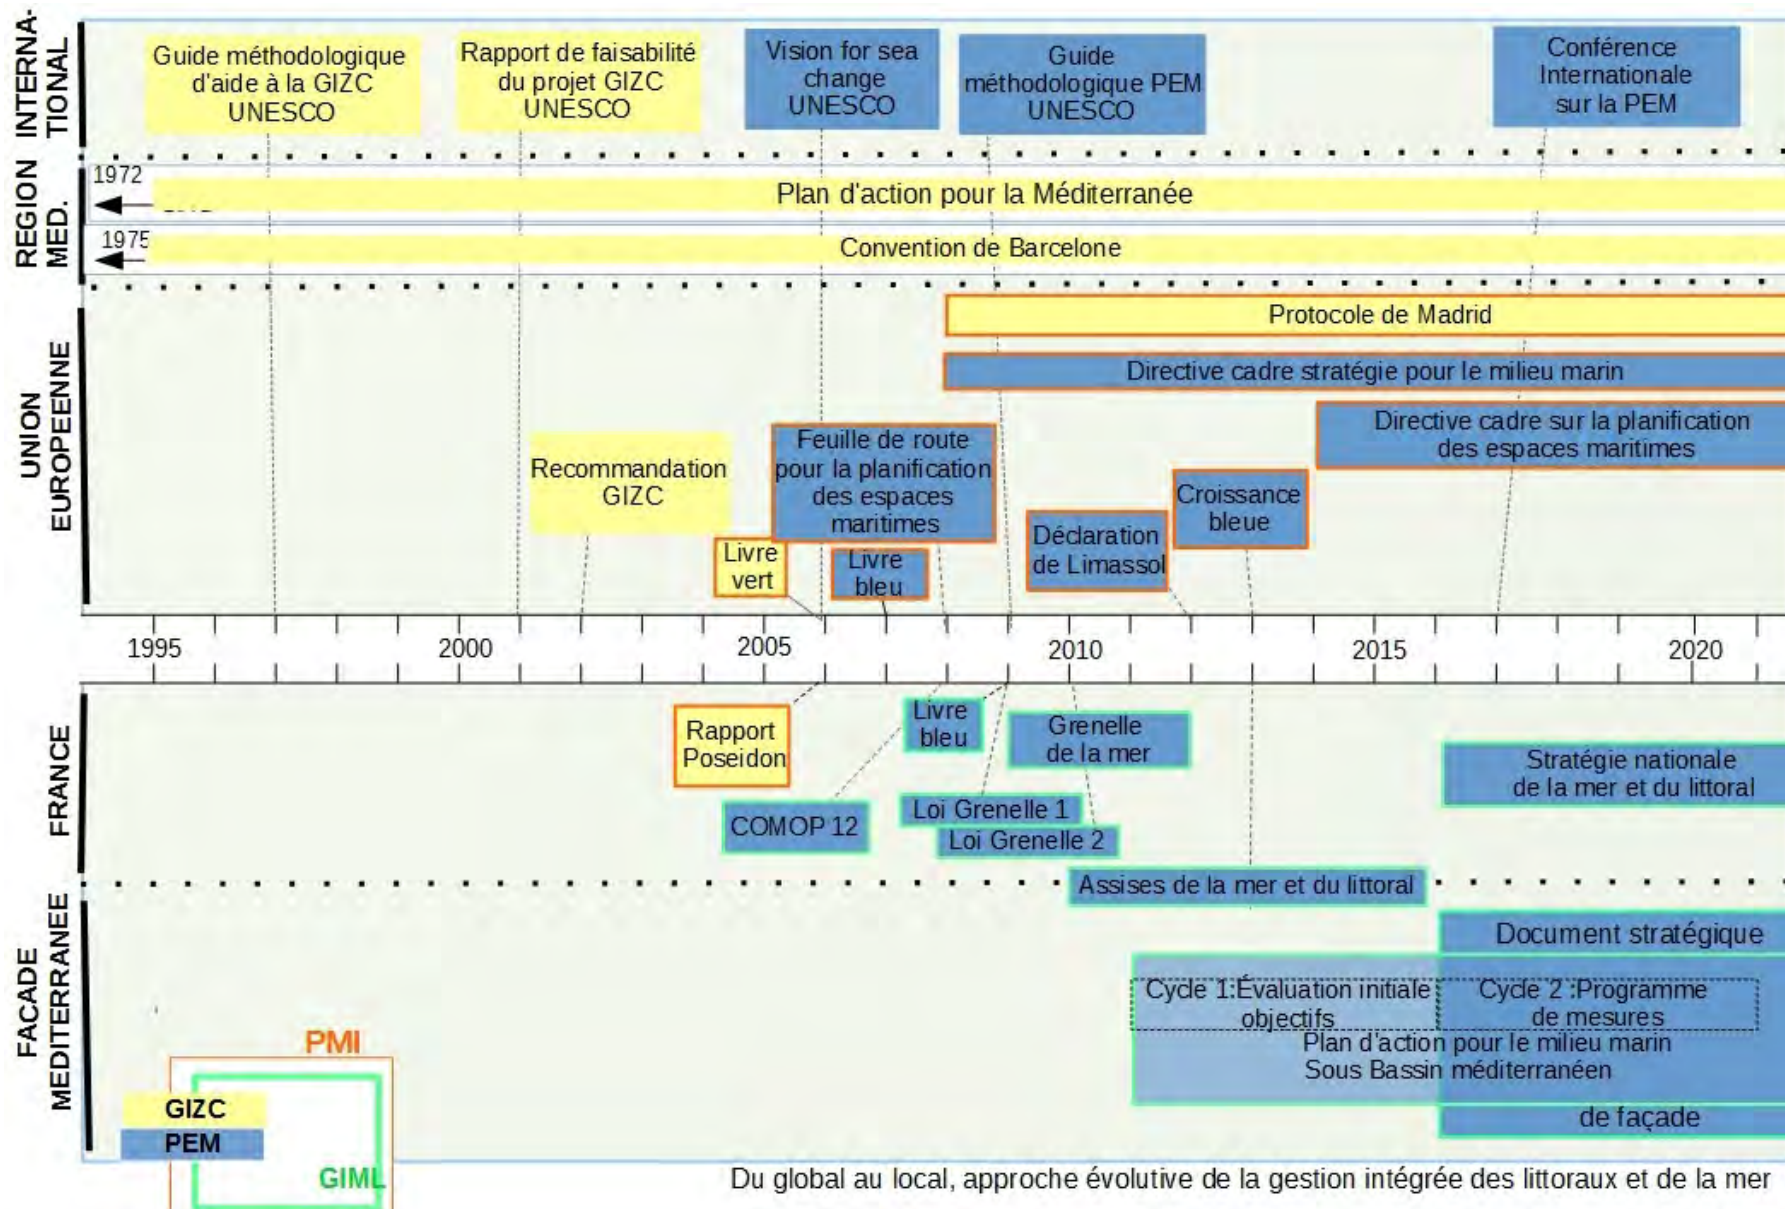 INTERNA-
TIONAL
Guide méthodologique
d'aide à la GIZC
UNESCO
Rapport de faisabilité
du projet GIZC
UNESCO
Vision for sea
change
UNESCO
Guide
méthodologique PEM
UNESCO
Conférence
Internationale
sur la PEM
REGION
MED.
1972
Plan d'action pour la Méditerranée
1975
Convention de Barcelone
UNION
EUROPEENNE
Protocole de Madrid
Directive cadre stratégie pour le milieu marin
Directive cadre sur la planification
des espaces maritimes
Feuille de route
pour la planification
des espaces
maritimes
Recommandation
GIZC
Croissance
bleue
Déclaration
de Limassol
Livre
vert
Livre
bleu
1995
2000
2005
2010
2015
2020
FRANCE
Rapport
Poseidon
Livre
bleu
Grenelle
de la mer
Stratégie nationale
de la mer et du littoral
COMOP 12
Loi Grenelle 1
Loi Grenelle 2
Assises de la mer et du littoral
FACADE
MEDITERRANEE
Document stratégique
Cycle 1:Évaluation initiale
objectifs
Cycle 2 :Programme
de mesures
Plan d'action pour le milieu marin
Sous Bassin méditerranéen
de façade
PMI
GIZC
PEM
GIML
Du global au local, approche évolutive de la gestion intégrée des littoraux et de la mer